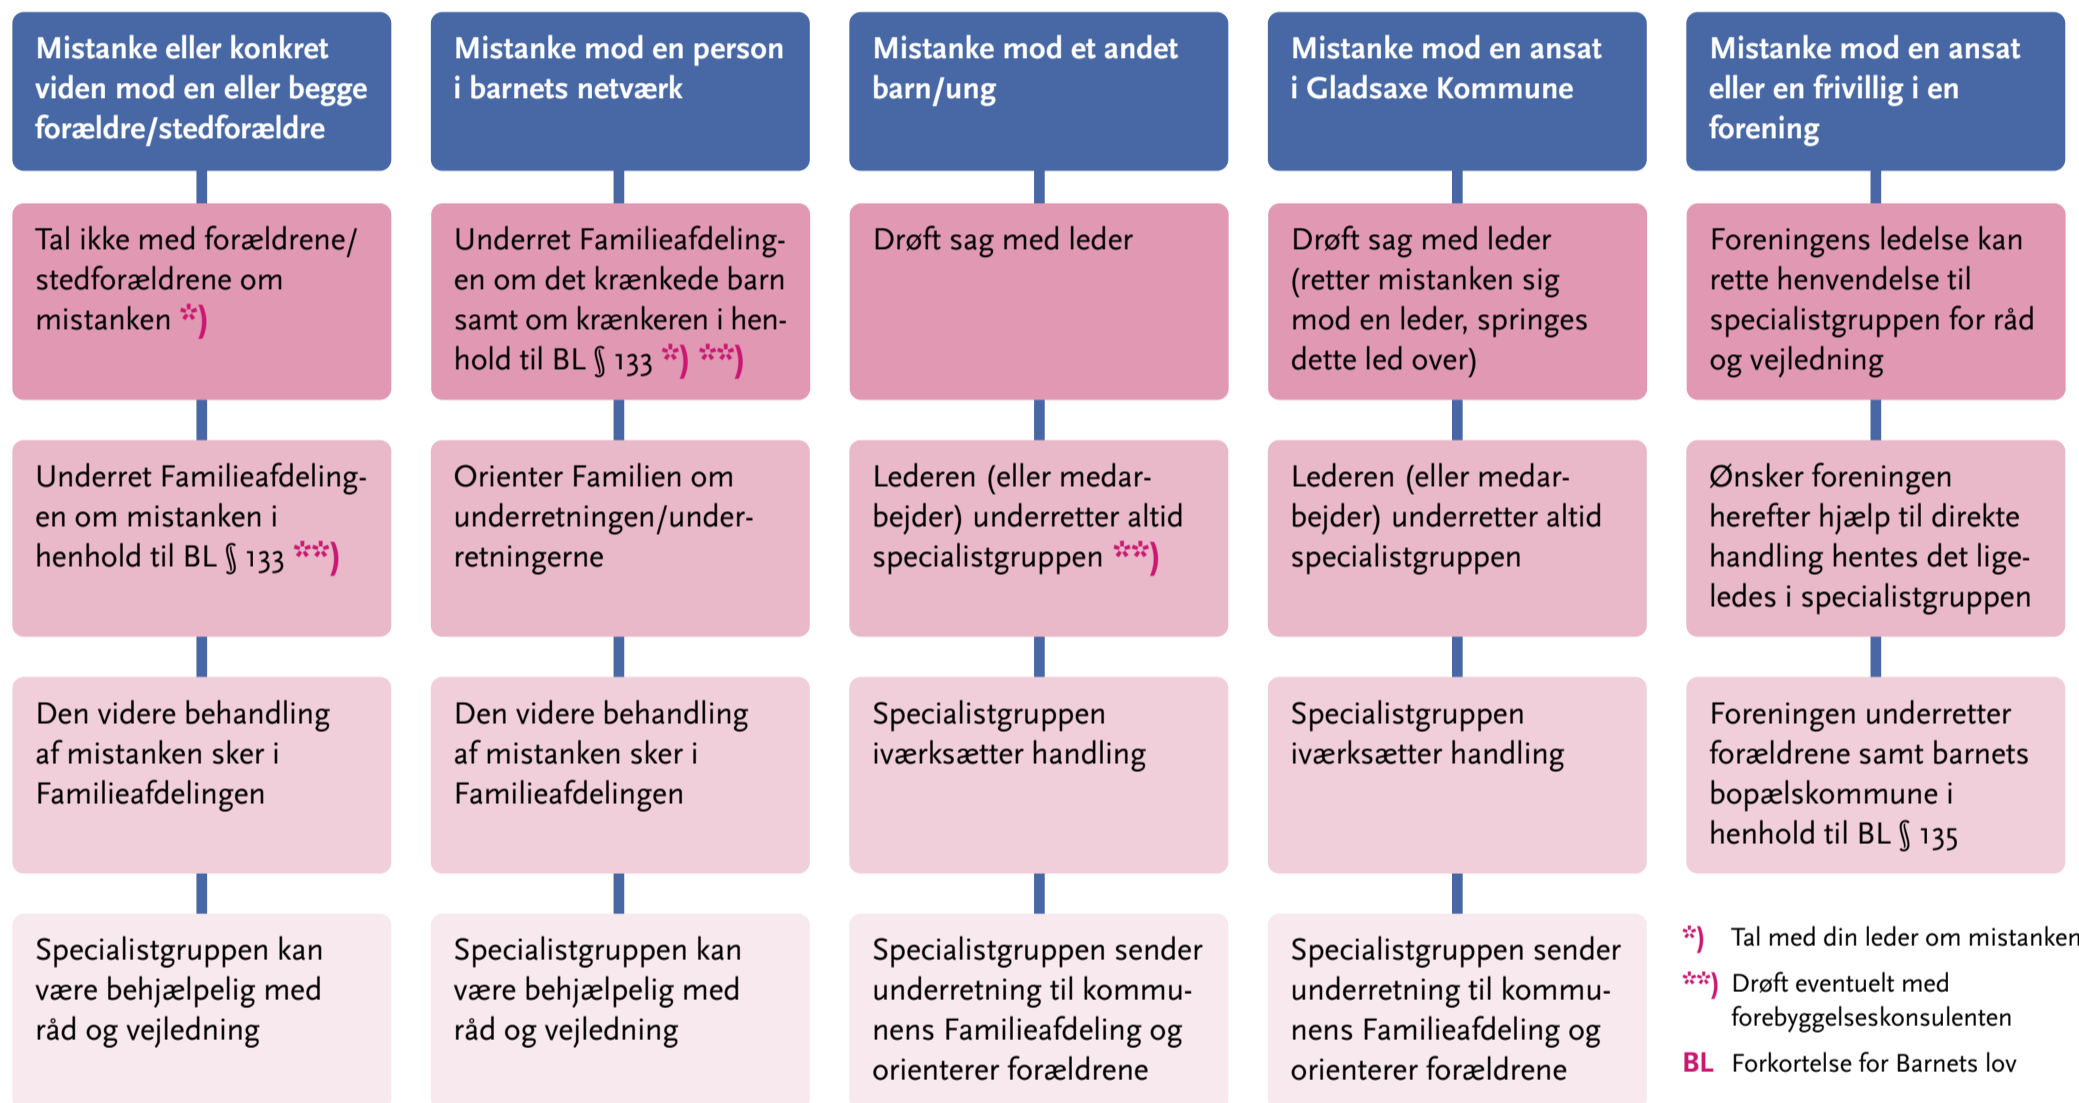 Mistanke eller konkret
viden mod en eller begge
forældre/stedforældre
Tal ikke med forældrene/
stedforældrene om
mistanken *)
Underret Familieafdeling-
en om mistanken i
henhold til BL § 133 **)
Den videre behandling
af mistanken sker i
Familieafdelingen
Specialistgruppen kan
være behjælpelig med
råd og vejledning
Mistanke mod en person
i barnets netværk
Underret Familieafdeling-
en om det krænkede barn
samt om krænkeren i hen-
hold til BL § 133 *) **)
Orienter Familien om
underretningen/under-
retningerne
Den videre behandling
af mistanken sker i
Familieafdelingen
Specialistgruppen kan
være behjælpelig med
råd og vejledning
Mistanke mod et andet
barn/ung
Drøft sag med leder
Lederen (eller medar-
bejder) underretter altid
specialistgruppen **)
Specialistgruppen
iværksætter handling
Specialistgruppen sender
underretning til kommu-
nens Familieafdeling og
orienterer forældrene
Mistanke mod en ansat
i Gladsaxe Kommune
Drøft sag med leder
(retter mistanken sig
mod en leder, springes
dette led over)
Lederen (eller medar-
bejder) underretter altid
specialistgruppen
Specialistgruppen
iværksætter handling
Specialistgruppen sender
underretning til kommu-
nens Familieafdeling og
orienterer forældrene
Mistanke mod en ansat
eller en frivillig i en
forening
Foreningens ledelse kan
rette henvendelse til
specialistgruppen for råd
og vejledning
Ønsker foreningen
herefter hjælp til direkte
handling hentes det lige-
ledes i specialistgruppen
Foreningen underretter
forældrene samt barnets
bopælskommune i
henhold til BL § 135
*) Tal med din leder om mistanken
**) Drøft eventuelt med
forebyggelseskonsulenten
BL Forkortelse for Barnets lov